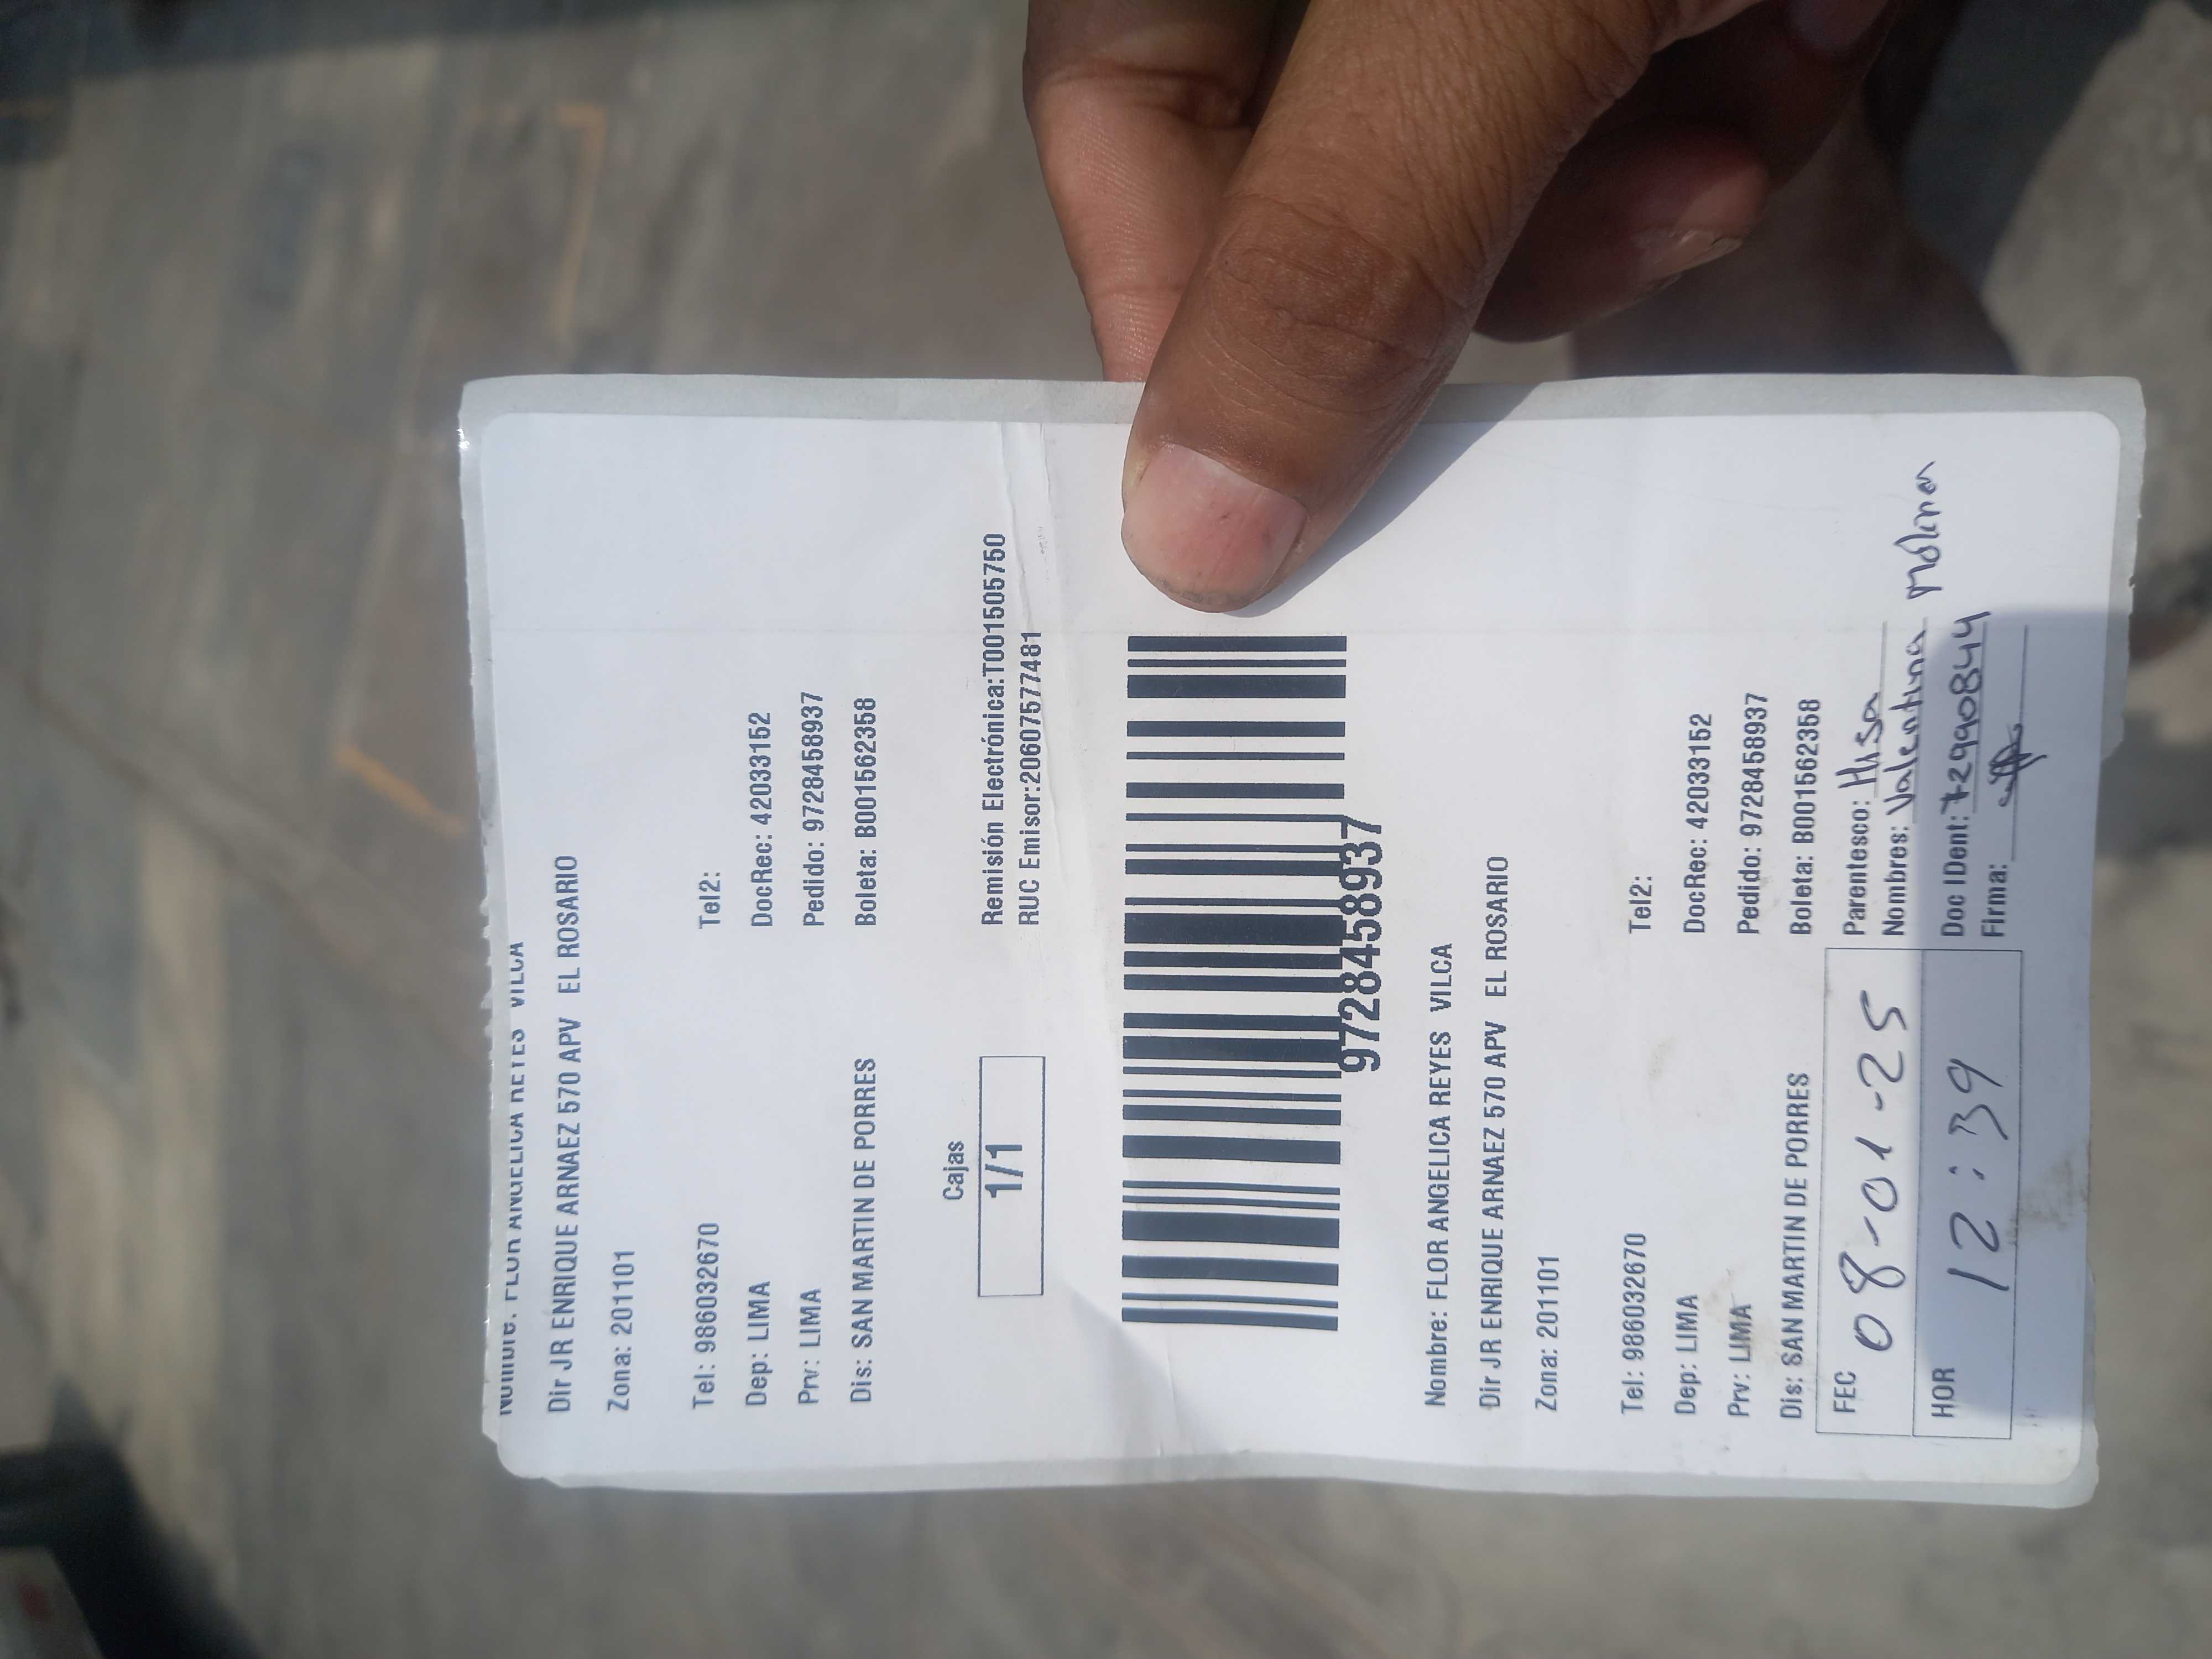 Nombre: FLOR ANGELICA REYES VILCA
Dir JR ENRIQUE ARNAEZ 570 APV EL ROSARIO
Zona: 201101
Tel: 986032670 Tel2:
Dep: LIMA DocRec: 42033152
Prv: LIMA Pedido: 9728458937
Dis: SAN MARTIN DE PORRES Boleta: B001562358
Cajas
1/1
Remisión Electrónica:T001505750
RUC Emisor:20607577481
9728458937
Nombre: FLOR ANGELICA REYES VILCA
Dir JR ENRIQUE ARNAEZ 570 APV EL ROSARIO
Zona: 201101
Tel: 986032670 Tel2:
Dep: LIMA DocRec: 42033152
Prv: LIMA Pedido: 9728458937
Dis: SAN MARTIN DE PORRES Boleta: B001562358
FEC 08-01-25 Parentesco: Hisa
Nombres: Valentina Molina
HOR 12:39 Doc IDent: 72990844
Firma: